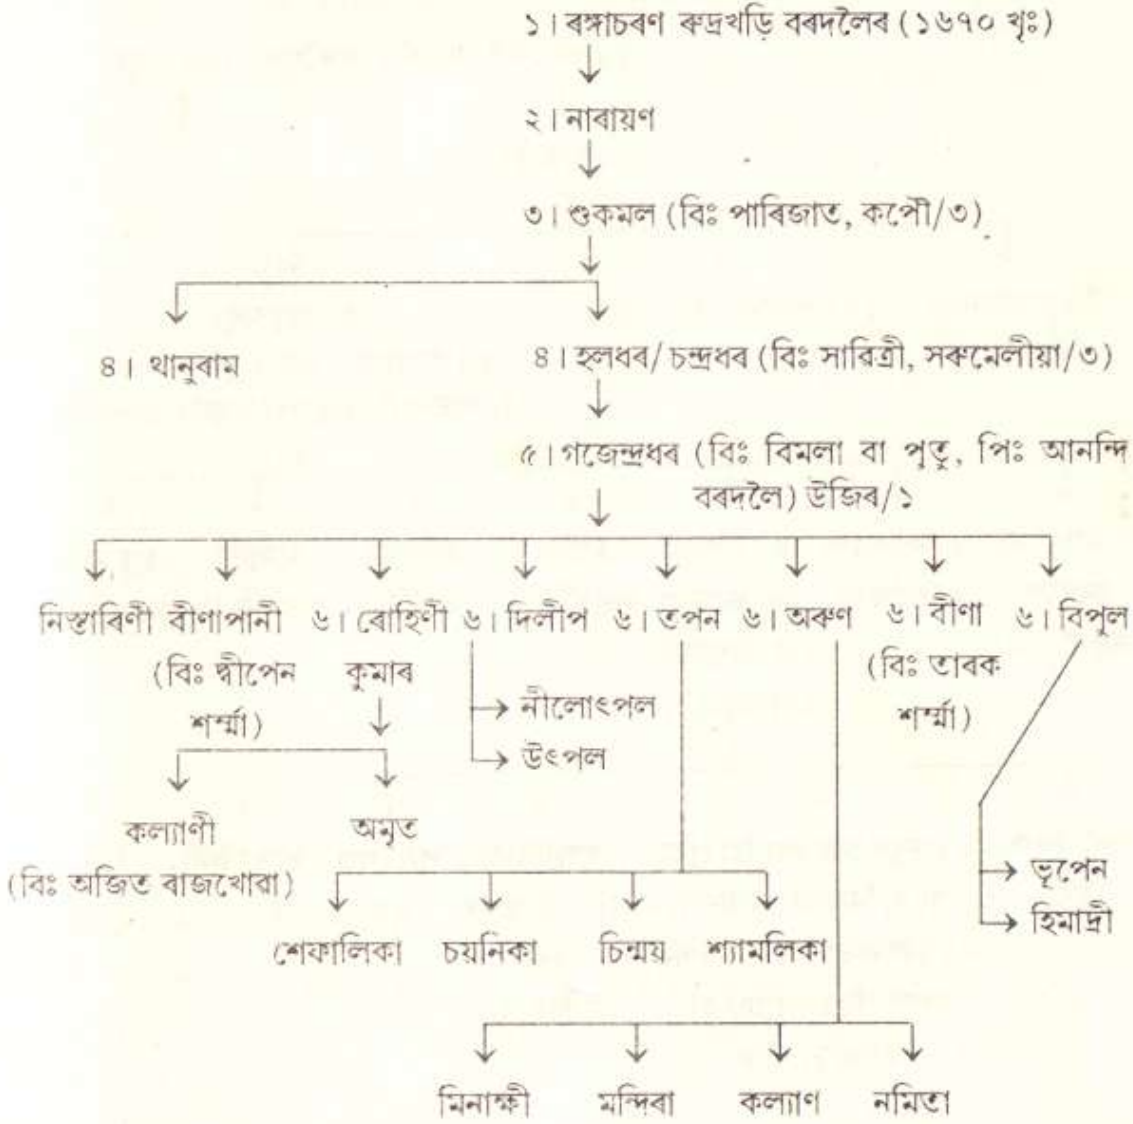 ১। ৰঙ্গাচৰণ ৰুদ্ৰখড়ি বৰদলৈৰ (১৬৭০ খৃঃ)
২। নাৰায়ণ
৩। শুকমল (বিঃ পাৰিজাত, কপৌ/৩)
৪। থানুৰাম
৪। হলধৰ/ চন্দ্ৰধৰ (বিঃ সাৱিত্ৰী, সৰুমেলীয়া/৩)
৫। গজেন্দ্ৰধৰ (বিঃ বিমলা বা পুতু, পিঃ আনন্দি
বৰদলৈ) উজিৰ/১
নিস্তাৰিণী বীণাপানী ৬। ৰোহিণী ৬। দিলীপ ৬। তপন ৬। অৰুণ ৬। বীণা ৬। বিপুল
(বিঃ দ্বীপেন কুমাৰ (বিঃ তাৰক
শৰ্ম্মা) নীলোৎপল শৰ্ম্মা)
উৎপল
কল্যাণী অমৃত
(বিঃ অজিত ৰাজখোৱা) ভূপেন
হিমাদ্ৰী
শেফালিকা চয়নিকা চিন্ময় শ্যামলিকা
মিনাক্ষী মন্দিৰা কল্যাণ নমিতা